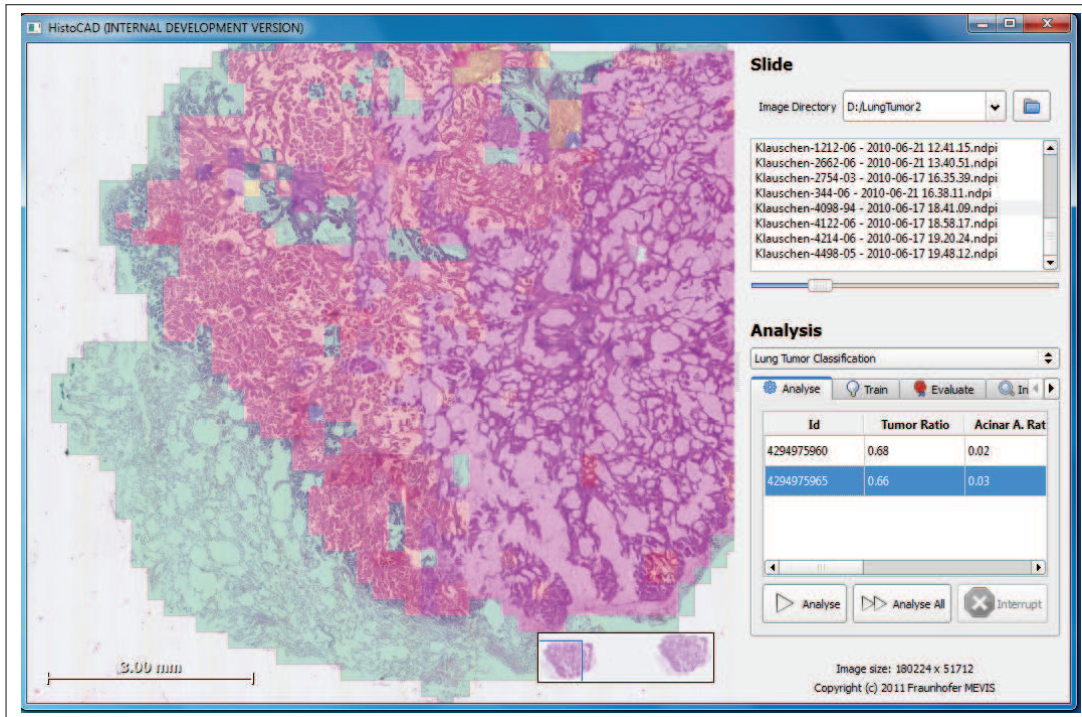 HistoCAD (INTERNAL DEVELOPMENT VERSION)
Slide
Image Directory D:/LungTumor2
Klauschen-1212-06 - 2010-06-21 12.41.15.ndpi
Klauschen-2662-06 - 2010-06-21 13.40.51.ndpi
Klauschen-2754-03 - 2010-06-17 16.35.39.ndpi
Klauschen-344-06 - 2010-06-21 16.38.11.ndpi
Klauschen-4098-94 - 2010-06-17 18.41.09.ndpi
Klauschen-4122-06 - 2010-06-17 18.58.17.ndpi
Klauschen-4214-06 - 2010-06-17 19.20.24.ndpi
Klauschen-4498-05 - 2010-06-17 19.48.12.ndpi
Analysis
Lung Tumor Classification
Analyse Train Evaluate In
Id Tumor Ratio Acinar A. Rat
4294975960 0.68 0.02
4294975965 0.66 0.03
Analyse Analyse All Interrupt
3.00 mm
Image size: 180224 x 51712
Copyright (c) 2011 Fraunhofer MEVIS